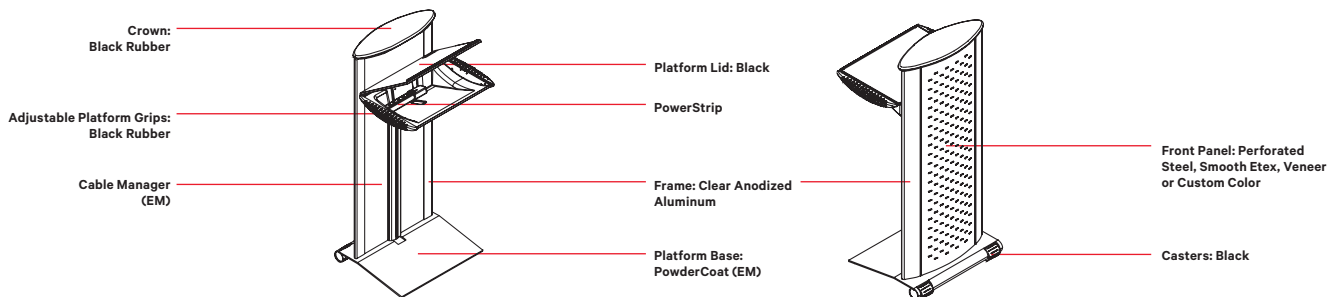 Crown:
Black Rubber
Adjustable Platform Grips:
Black Rubber
Cable Manager
(EM)
Platform Lid: Black
PowerStrip
Frame: Clear Anodized
Aluminum
Platform Base:
PowderCoat (EM)
Front Panel: Perforated
Steel, Smooth Etex, Veneer
or Custom Color
Casters: Black